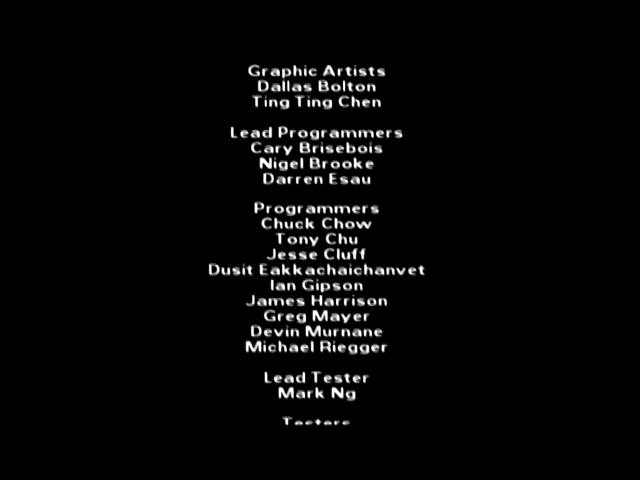 Graphic Artists
Dallas Bolton
Ting Ting Chen
Lead Programmers
Cary Brisebois
Nigel Brooke
Darren Esau
Programmers
Chuck Chow
Tony Chu
Jesse Cluff
Dusit Eakkachaichanvet
Ian Gipson
James Harrison
Greg Mayer
Devin Murnane
Michael Riegger
Lead Tester
Mark Ng
Testers